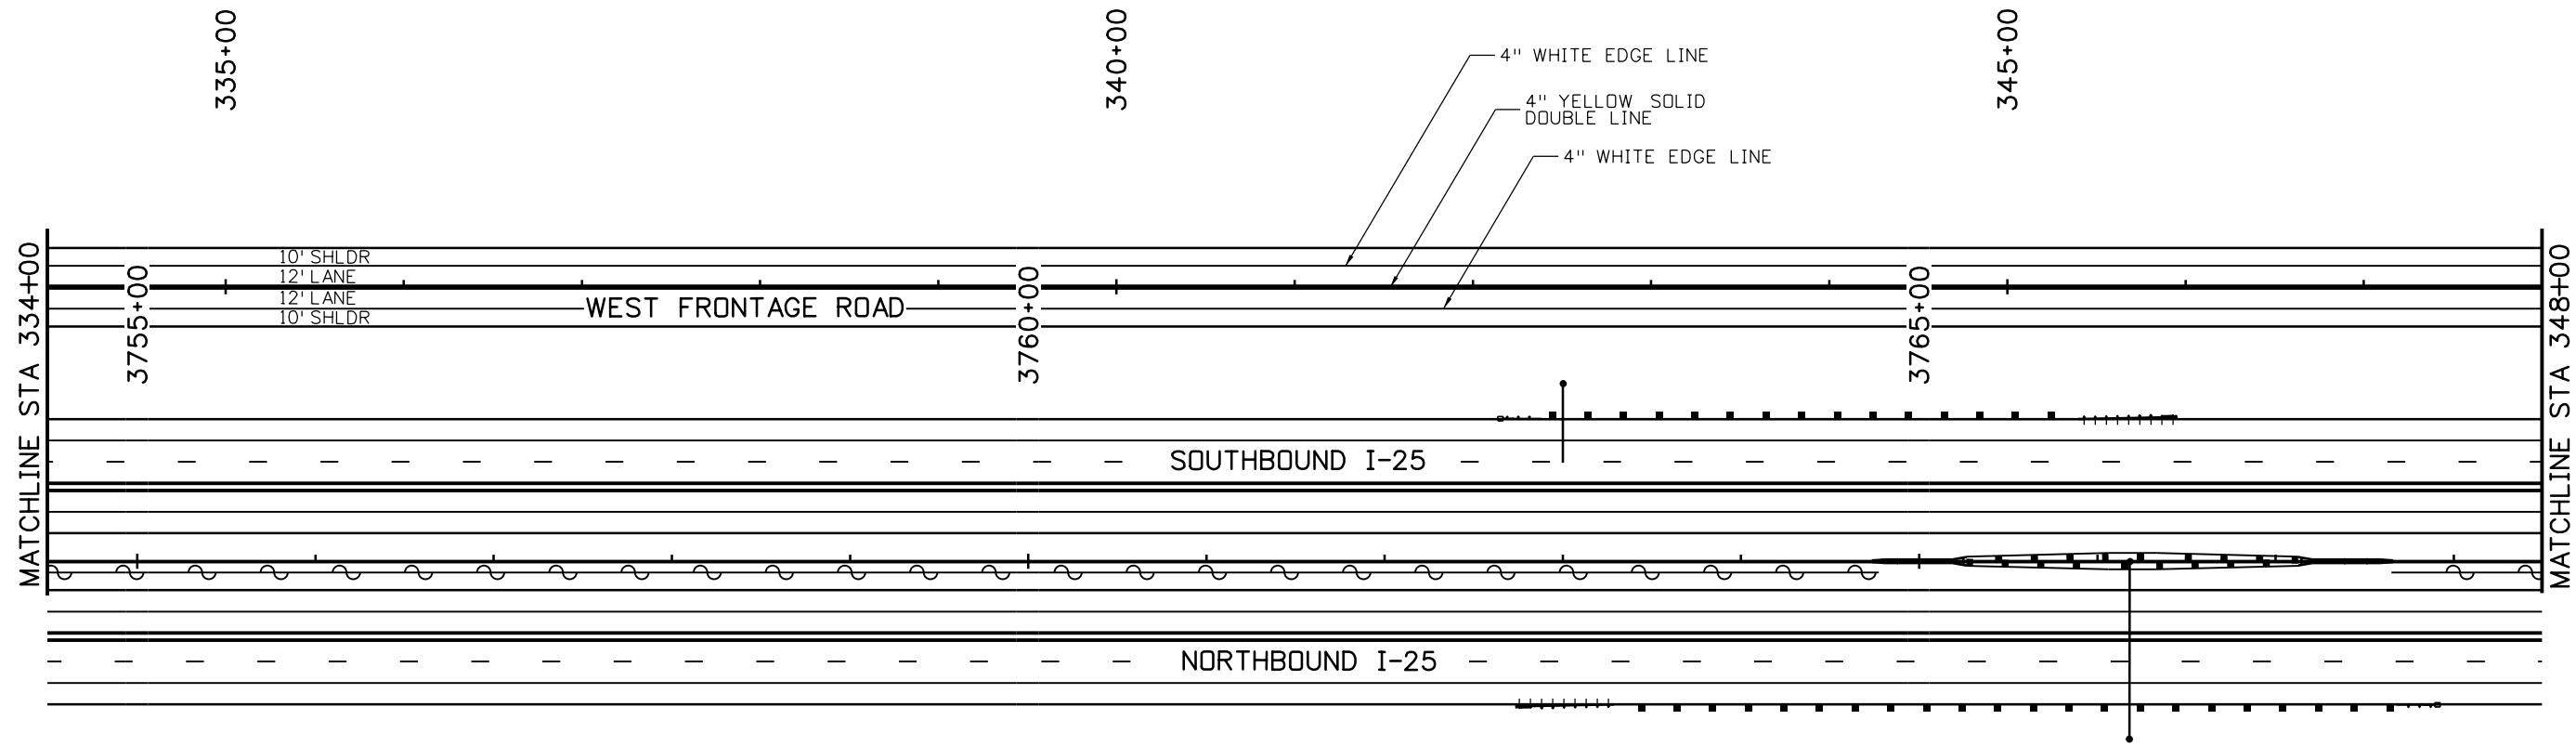 335+00
340+00
345+00
4" WHITE EDGE LINE
4" YELLOW SOLID
DOUBLE LINE
4" WHITE EDGE LINE
MATCHLINE STA 334+00
10' SHLDR
12' LANE
12' LANE
10' SHLDR
3755+00
WEST FRONTAGE ROAD
3760+00
3765+00
MATCHLINE STA 348+00
SOUTHBOUND I-25
NORTHBOUND I-25